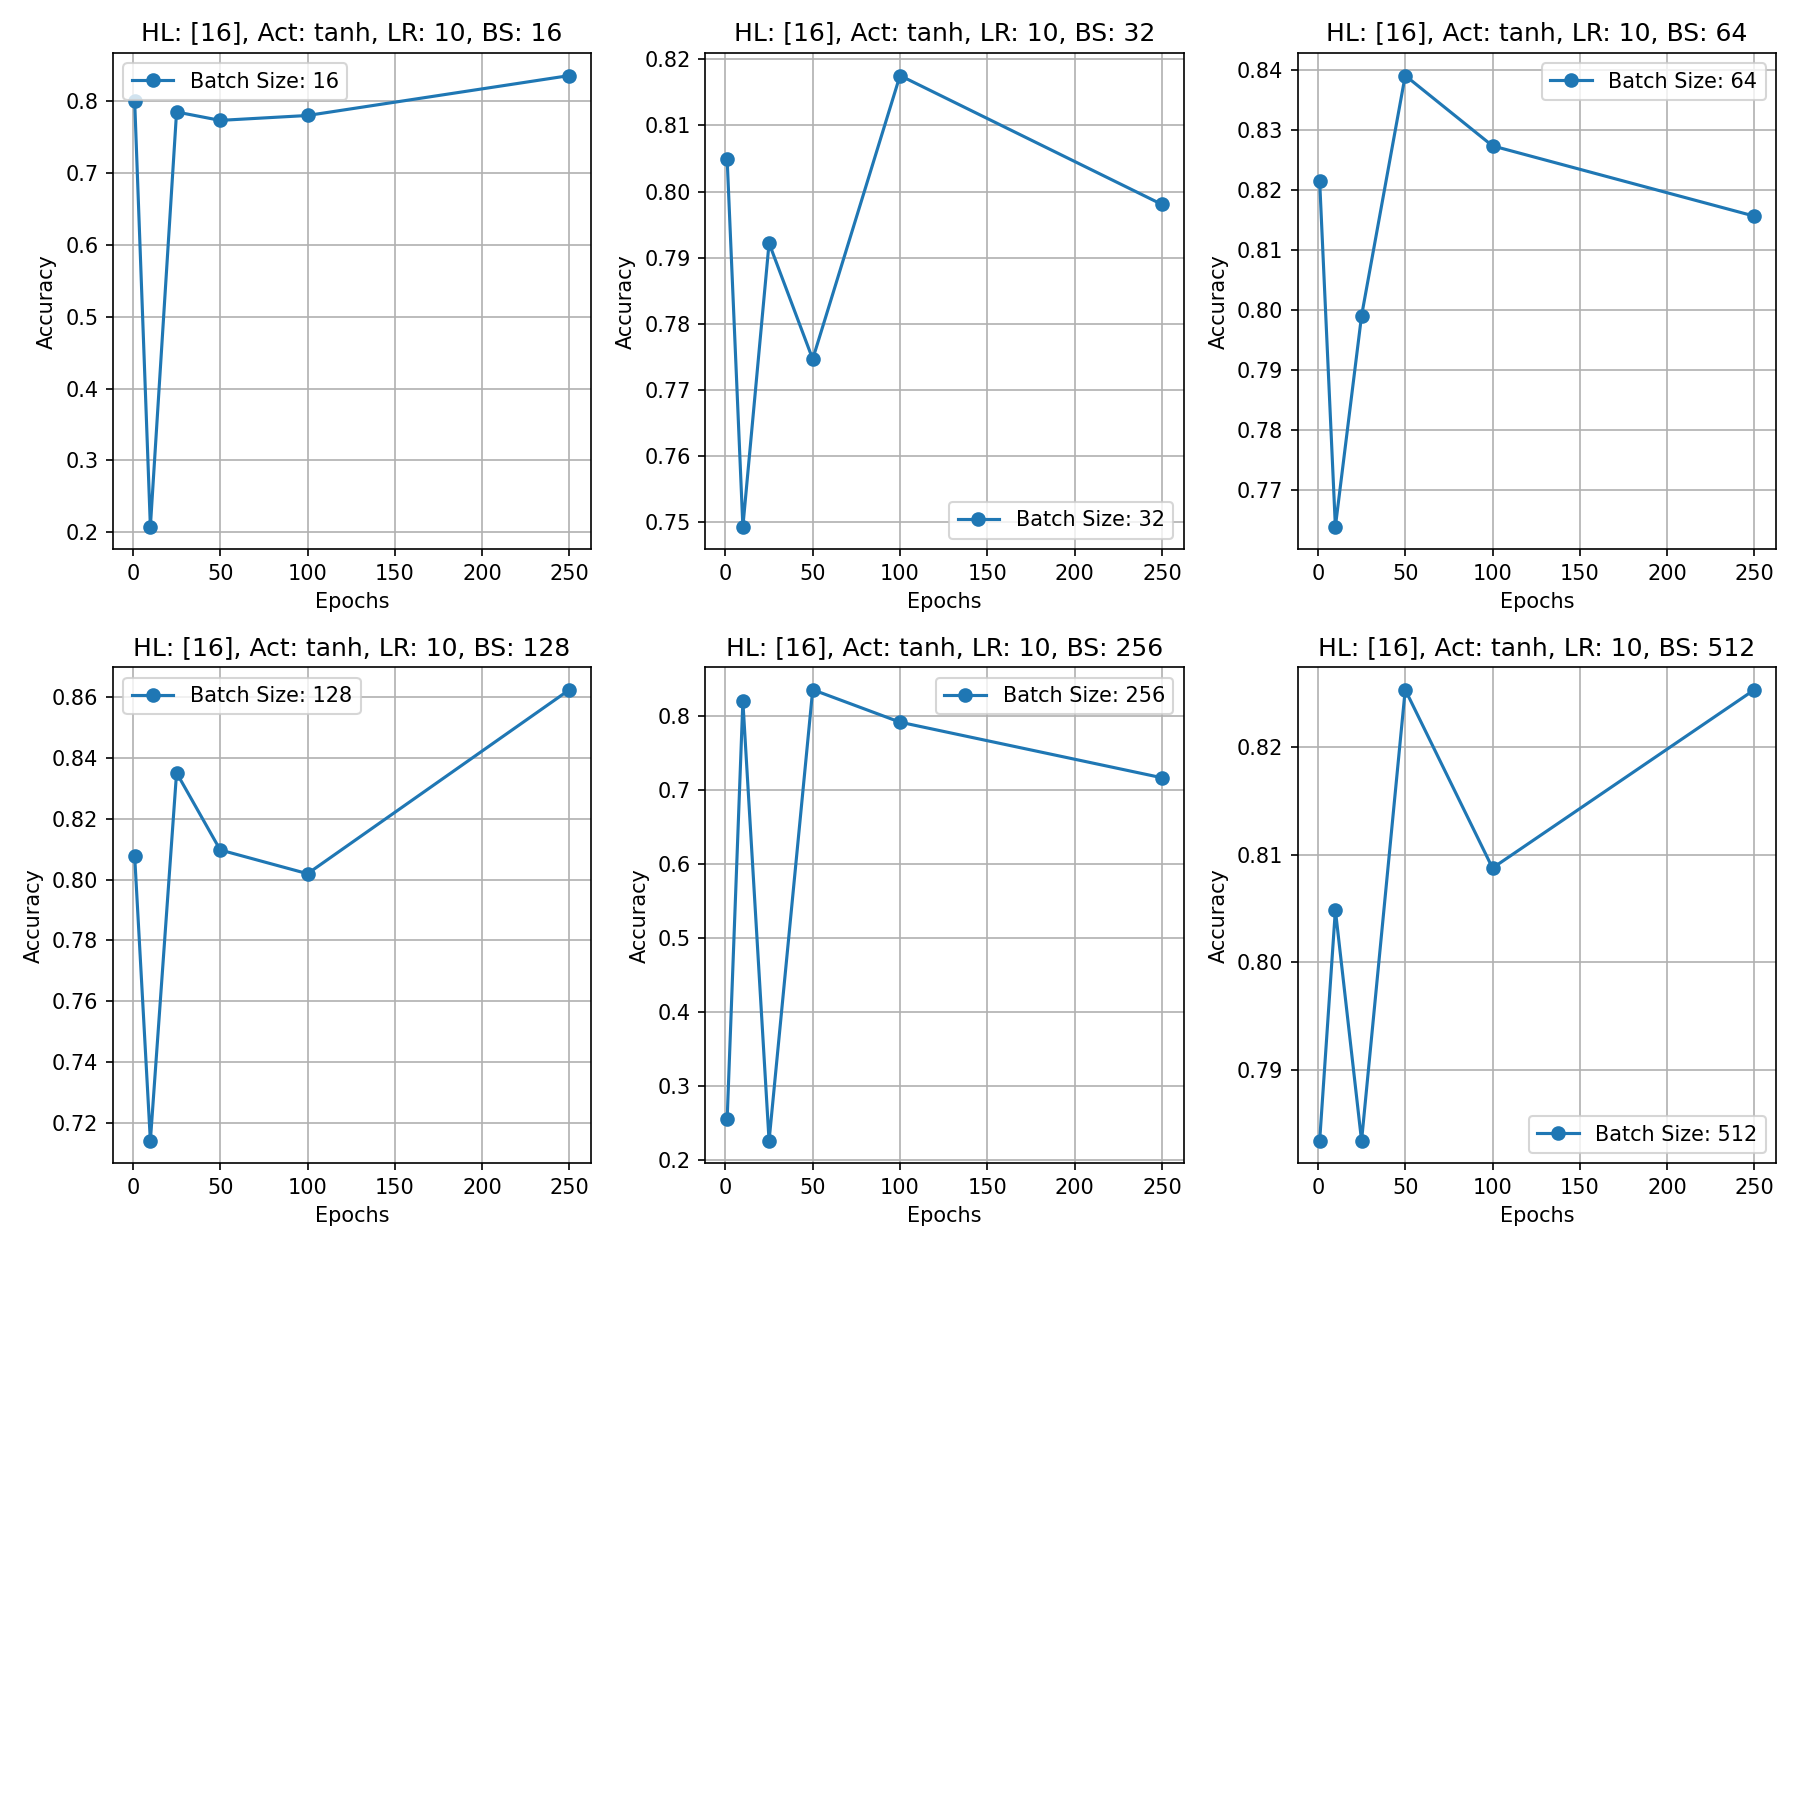 HL: [16], Act: tanh, LR: 10, BS: 16
Batch Size: 16
Accuracy
0.8
0.7
0.6
0.5
0.4
0.3
0.2
0 50 100 150 200 250
Epochs
HL: [16], Act: tanh, LR: 10, BS: 32
Batch Size: 32
Accuracy
0.82
0.81
0.80
0.79
0.78
0.77
0.76
0.75
0 50 100 150 200 250
Epochs
HL: [16], Act: tanh, LR: 10, BS: 64
Batch Size: 64
Accuracy
0.84
0.83
0.82
0.81
0.80
0.79
0.78
0.77
0 50 100 150 200 250
Epochs
HL: [16], Act: tanh, LR: 10, BS: 128
Batch Size: 128
Accuracy
0.86
0.84
0.82
0.80
0.78
0.76
0.74
0.72
0 50 100 150 200 250
Epochs
HL: [16], Act: tanh, LR: 10, BS: 256
Batch Size: 256
Accuracy
0.8
0.7
0.6
0.5
0.4
0.3
0.2
0 50 100 150 200 250
Epochs
HL: [16], Act: tanh, LR: 10, BS: 512
Batch Size: 512
Accuracy
0.82
0.81
0.80
0.79
0 50 100 150 200 250
Epochs